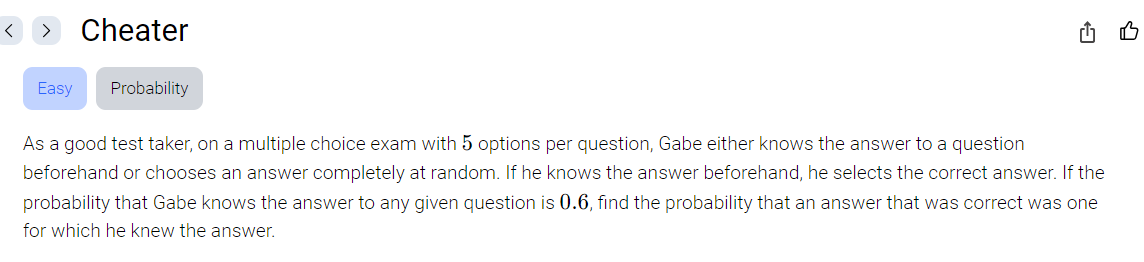 Cheater
Easy Probability
As a good test taker, on a multiple choice exam with 5 options per question, Gabe either knows the answer to a question
beforehand or chooses an answer completely at random. If he knows the answer beforehand, he selects the correct answer. If the
probability that Gabe knows the answer to any given question is 0.6, find the probability that an answer that was correct was one
for which he knew the answer.